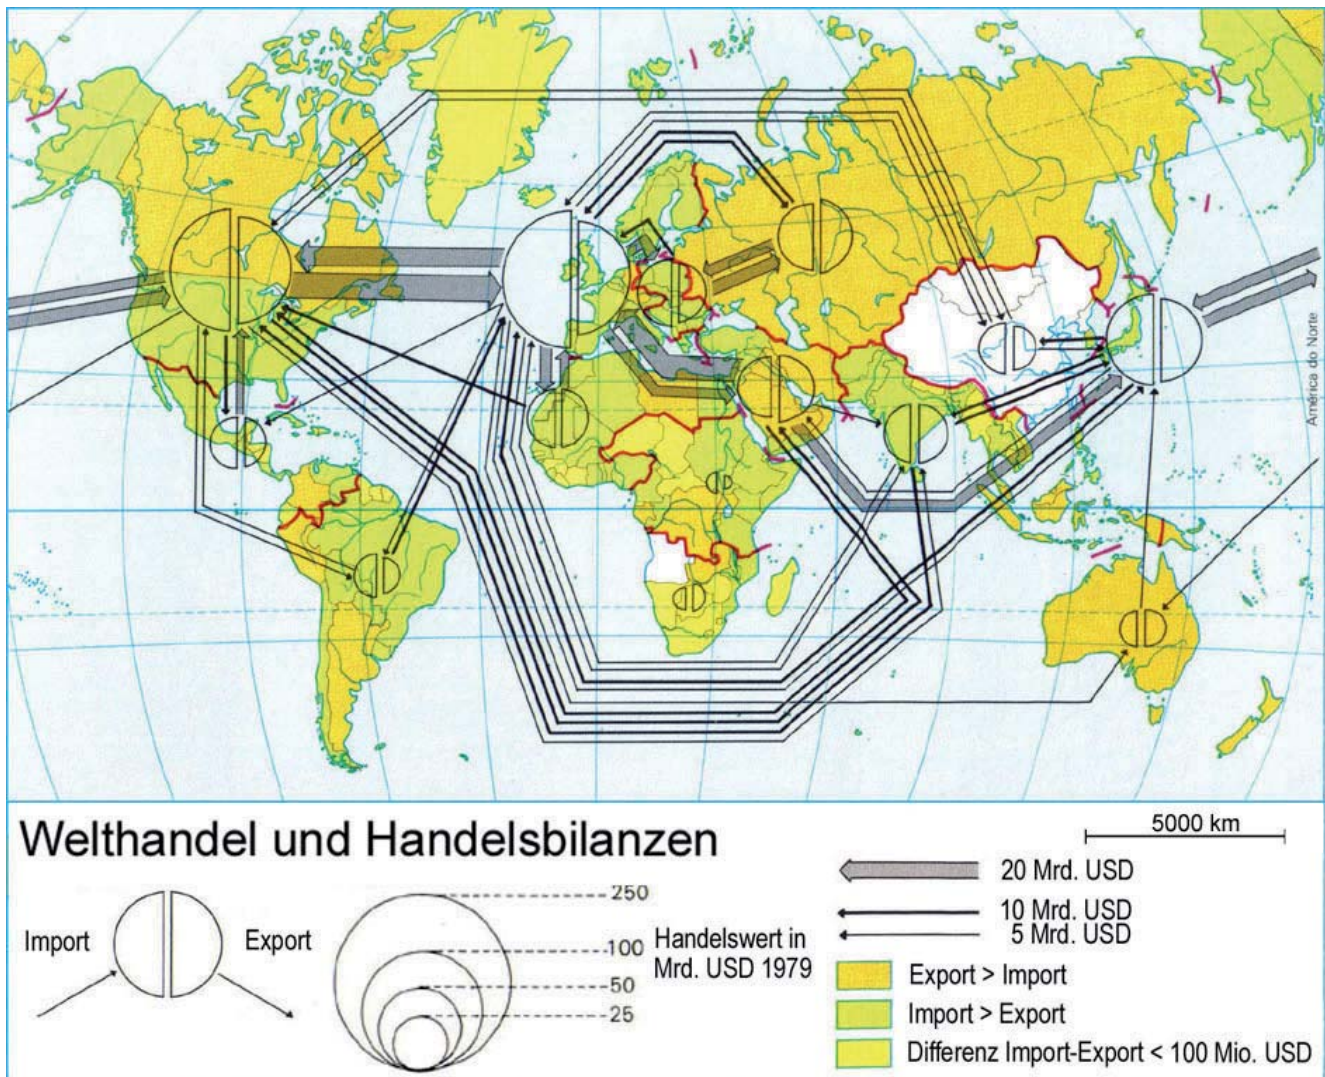 América do Norte
Welthandel und Handelsbilanzen
Import
Export
250
100
50
25
Handelswert in
Mrd. USD 1979
5000 km
20 Mrd. USD
10 Mrd. USD
5 Mrd. USD
Export > Import
Import > Export
Differenz Import-Export < 100 Mio. USD